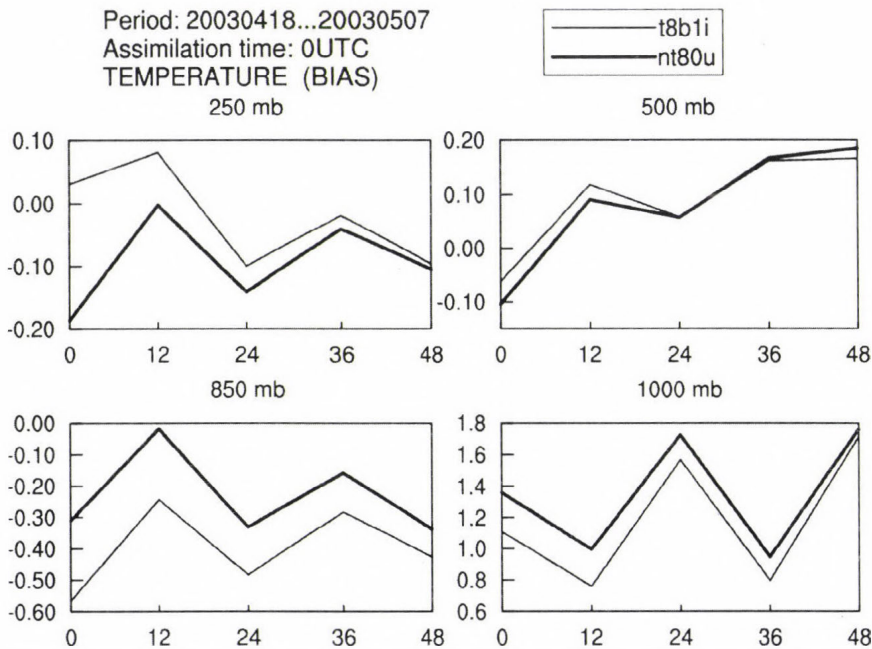 Period: 20030418...20030507
Assimilation time: 0UTC
TEMPERATURE (BIAS)
t8b1i
nt80u
250 mb
0.10
0.00
-0.10
-0.20
0 12 24 36 48
500 mb
0.20
0.10
0.00
-0.10
0 12 24 36 48
850 mb
0.00
-0.10
-0.20
-0.30
-0.40
-0.50
-0.60
0 12 24 36 48
1000 mb
1.8
1.6
1.4
1.2
1.0
0.8
0.6
0 12 24 36 48